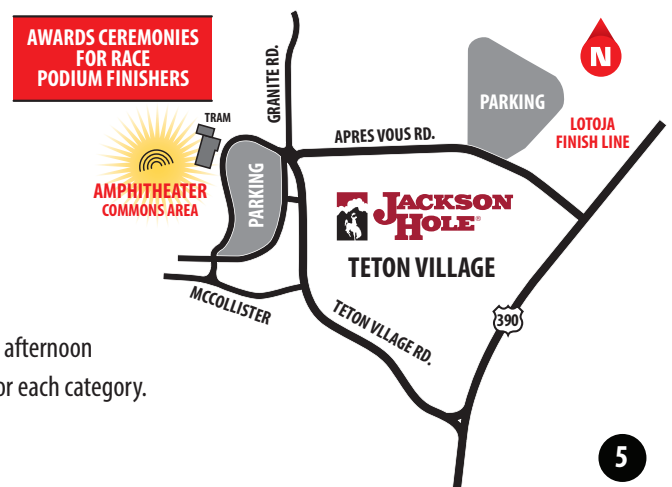 AWARDS CEREMONIES
FOR RACE
PODIUM FINISHERS
GRANITE RD.
N
PARKING
LOTOJA
FINISH LINE
TRAM
APRES VOUS RD.
PARKING
AMPHITHEATER
COMMONS AREA
JACKSON
HOLE®
TETON VILLAGE
MCCOLLISTER
TETON VLLAGE RD.
390
afternoon
or each category.
5